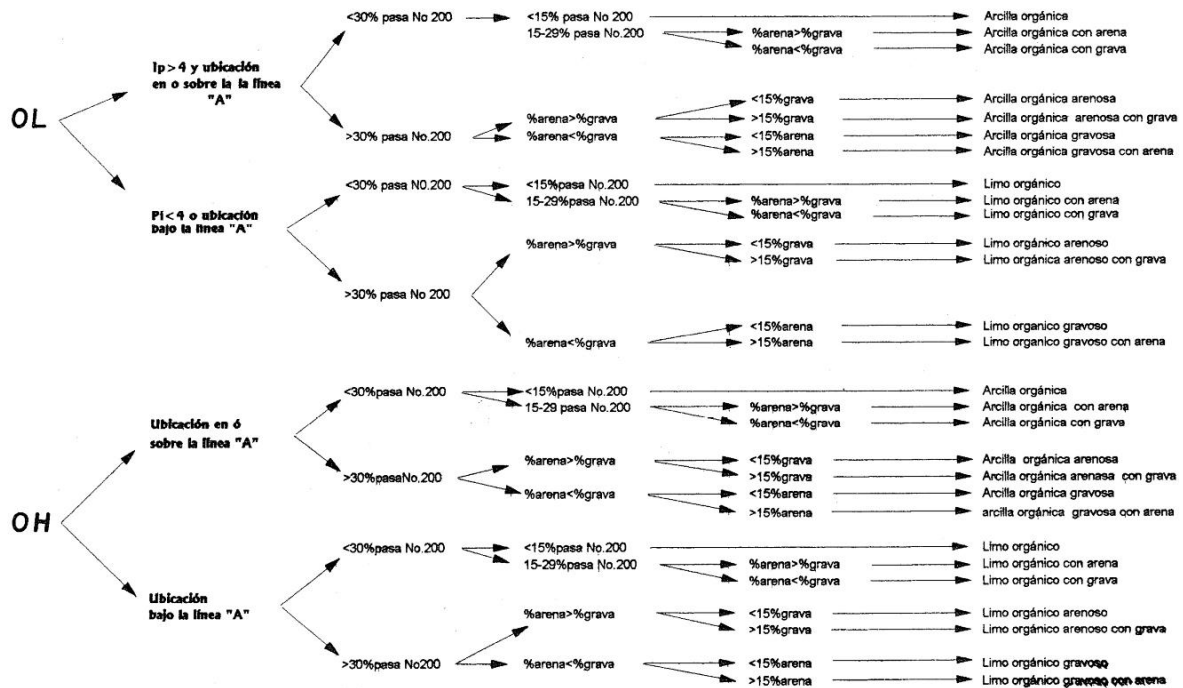 <30% pasa No 200 <15% pasa No 200 Arcilla orgánica
15-29% pasa No.200 %arena>%grava Arcilla orgánica con arena
%arena<%grava Arcilla orgánica con grava
Ip>4 y ubicación
en o sobre la la línea
"A"
<15%grava Arcilla orgánica arenosa
OL
%arena>%grava >15%grava Arcilla orgánica arenosa con grava
>30% pasa No.200 %arena<%grava <15%arena Arcilla orgánica gravosa
>15%arena Arcilla orgánica gravosa con arena
<30% pasa N0.200 <15%pasa No.200 Limo orgánico
15-29%pasa No.200 %arena>%grava Limo orgánico con arena
%arena<%grava Limo orgánico con grava
Pi<4 o ubicación
bajo la línea "A"
%arena>%grava <15%grava Limo orgánico arenoso
>15%grava Limo orgánica arenoso con grava
>30% pasa No 200
<15%arena Limo organico gravoso
%arena<%grava >15%arena Limo organico gravoso con arena
<30%pasa No.200 <15%pasa No.200 Arcilla orgánica
15-29 pasa No.200 %arena>%grava Arcilla orgánica con arena
%arena<%grava Arcilla orgánica con grava
Ubicación en ó
sobre la línea "A"
%arena>%grava <15%grava Arcilla orgánica arenosa
>30%pasaNo.200 >15%grava Arcilla orgánica arenasa con grava
%arena<%grava <15%arena Arcilla orgánica gravosa
>15%arena arcilla orgánica gravosa con arena
OH
<30%pasa No.200 <15%pasa No.200 Limo orgánico
15-29%pasa No.200 %arena>%grava Limo orgánico con arena
%arena<%grava Limo orgánico con grava
Ubicación
bajo la línea "A"
%arena>%grava <15%grava Limo orgánico arenoso
>15%grava Limo orgánico arenoso con grava
>30%pasa No200 %arena<%grava <15%arena Limo orgánico gravoso
>15%arena Limo orgánico gravoso con arena